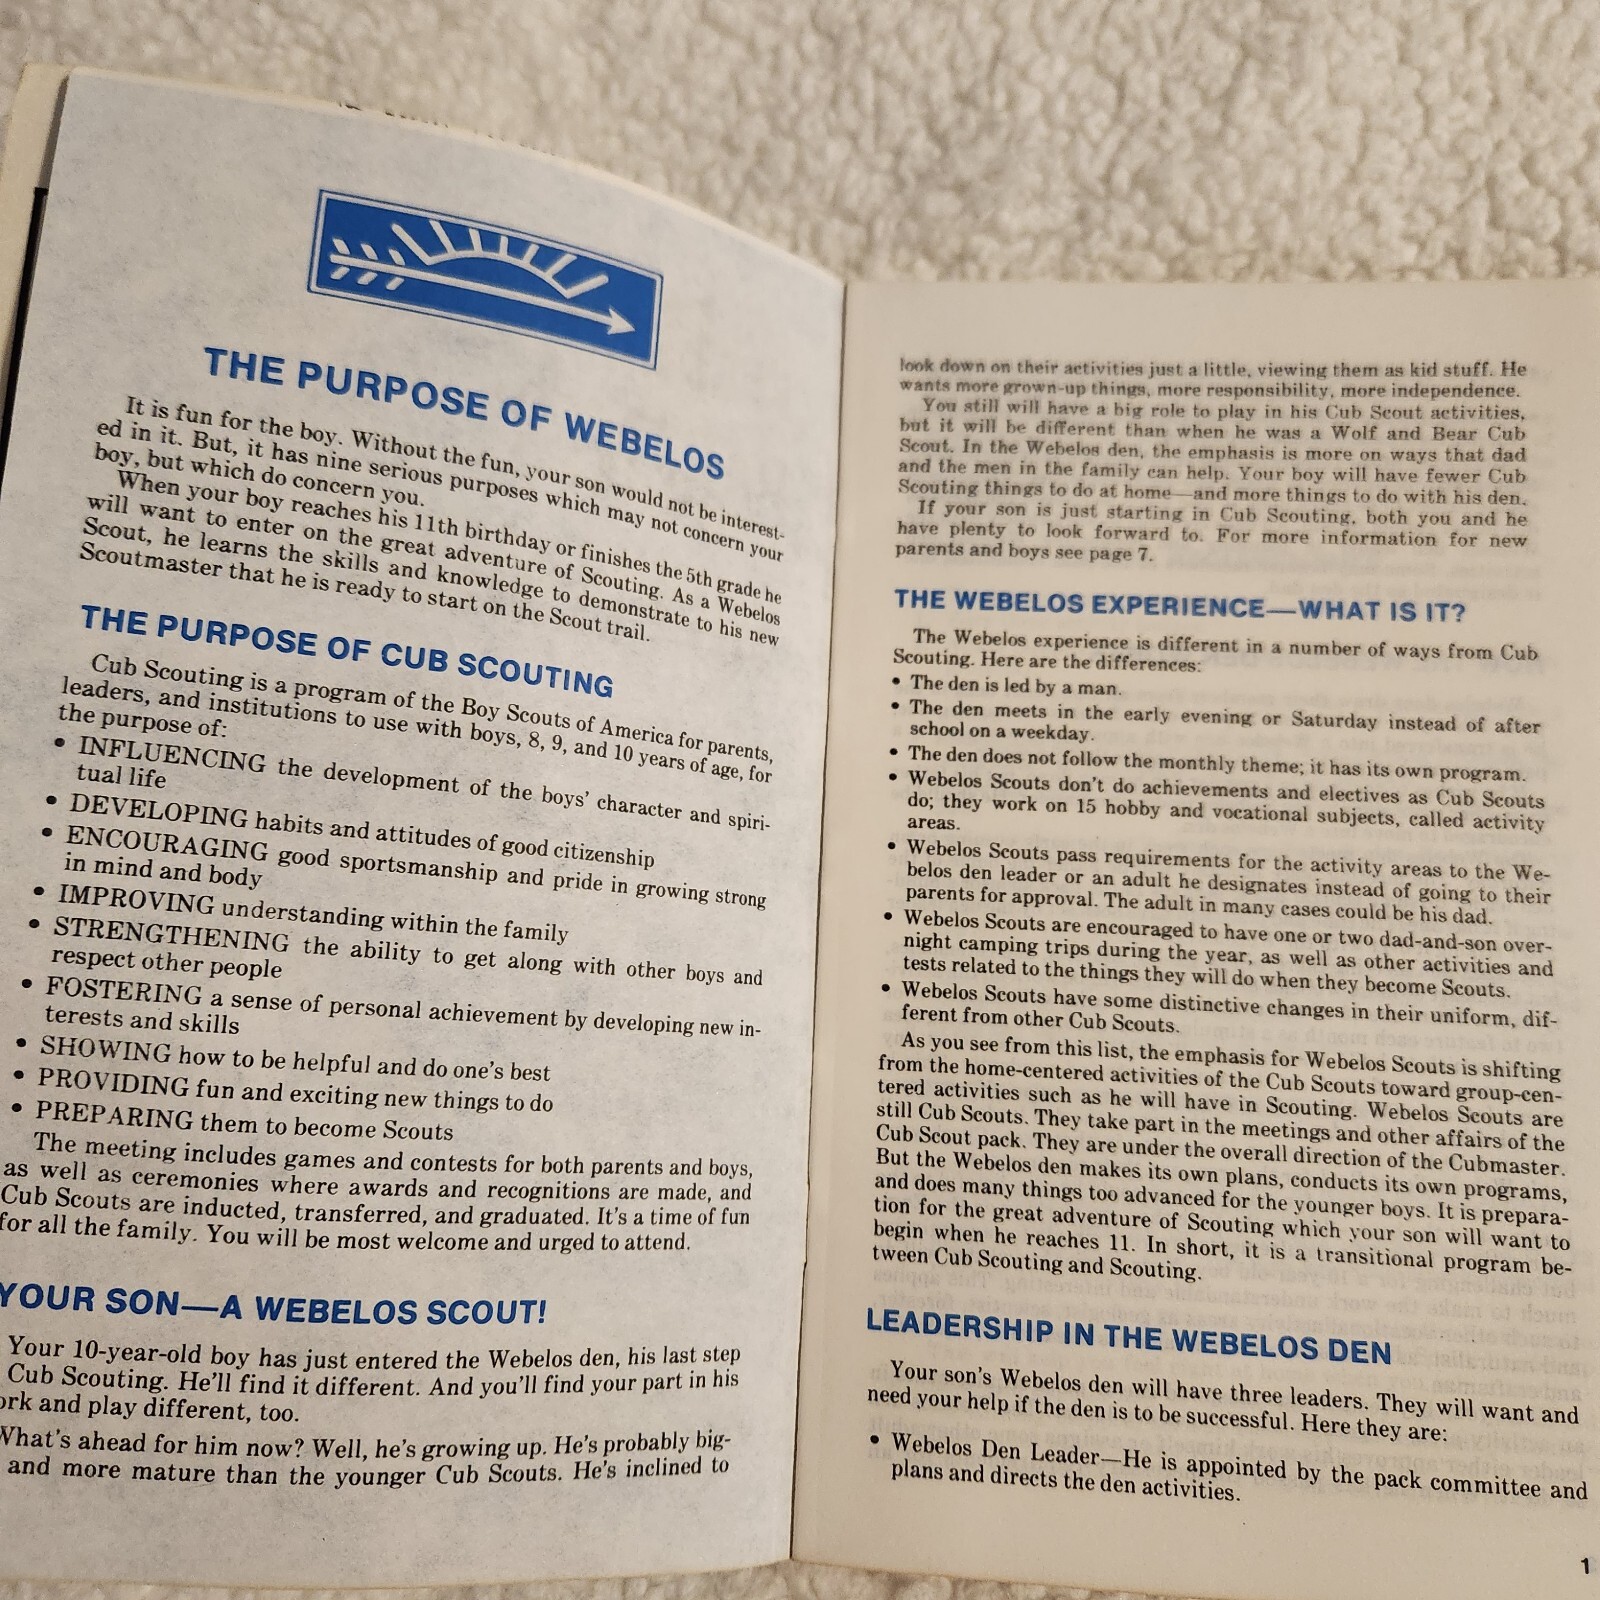 THE PURPOSE OF WEBELOS
It is fun for the boy. Without the fun, your son would not be interest-
ed in it. But, it has nine serious purposes which may not concern your
boy, but which do concern you.
When your boy reaches his 11th birthday or finishes the 5th grade he
will want to enter on the great adventure of Scouting. As a Webelos
Scout, he learns the skills and knowledge to demonstrate to his new
Scoutmaster that he is ready to start on the Scout trail.
THE PURPOSE OF CUB SCOUTING
Cub Scouting is a program of the Boy Scouts of America for parents,
leaders, and institutions to use with boys, 8, 9, and 10 years of age, for
the purpose of:
• INFLUENCING the development of the boys' character and spiri-
tual life
• DEVELOPING habits and attitudes of good citizenship
• ENCOURAGING good sportsmanship and pride in growing strong
in mind and body
• IMPROVING understanding within the family
• STRENGTHENING the ability to get along with other boys and
respect other people
• FOSTERING a sense of personal achievement by developing new in-
terests and skills
• SHOWING how to be helpful and do one's best
• PROVIDING fun and exciting new things to do
• PREPARING them to become Scouts
The meeting includes games and contests for both parents and boys,
as well as ceremonies where awards and recognitions are made, and
Cub Scouts are inducted, transferred, and graduated. It's a time of fun
for all the family. You will be most welcome and urged to attend.
YOUR SON—A WEBELOS SCOUT!
Your 10-year-old boy has just entered the Webelos den, his last step
Cub Scouting. He'll find it different. And you'll find your part in his
ork and play different, too.
What's ahead for him now? Well, he's growing up. He's probably big-
and more mature than the younger Cub Scouts. He's inclined to
look down on their activities just a little, viewing them as kid stuff. He
wants more grown-up things, more responsibility, more independence.
You still will have a big role to play in his Cub Scout activities,
but it will be different than when he was a Wolf and Bear Cub
Scout. In the Webelos den, the emphasis is more on ways that dad
and the men in the family can help. Your boy will have fewer Cub
Scouting things to do at home—and more things to do with his den.
If your son is just starting in Cub Scouting, both you and he
have plenty to look forward to. For more information for new
parents and boys see page 7.
THE WEBELOS EXPERIENCE—WHAT IS IT?
The Webelos experience is different in a number of ways from Cub
Scouting. Here are the differences:
• The den is led by a man.
• The den meets in the early evening or Saturday instead of after
school on a weekday.
• The den does not follow the monthly theme; it has its own program.
• Webelos Scouts don't do achievements and electives as Cub Scouts
do; they work on 15 hobby and vocational subjects, called activity
areas.
• Webelos Scouts pass requirements for the activity areas to the We-
belos den leader or an adult he designates instead of going to their
parents for approval. The adult in many cases could be his dad.
• Webelos Scouts are encouraged to have one or two dad-and-son over-
night camping trips during the year, as well as other activities and
tests related to the things they will do when they become Scouts.
• Webelos Scouts have some distinctive changes in their uniform, dif-
ferent from other Cub Scouts.
As you see from this list, the emphasis for Webelos Scouts is shifting
from the home-centered activities of the Cub Scouts toward group-cen-
tered activities such as he will have in Scouting. Webelos Scouts are
still Cub Scouts. They take part in the meetings and other affairs of the
Cub Scout pack. They are under the overall direction of the Cubmaster.
But the Webelos den makes its own plans, conducts its own programs,
and does many things too advanced for the younger boys. It is prepara-
tion for the great adventure of Scouting which your son will want to
begin when he reaches 11. In short, it is a transitional program be-
tween Cub Scouting and Scouting.
LEADERSHIP IN THE WEBELOS DEN
Your son's Webelos den will have three leaders. They will want and
need your help if the den is to be successful. Here they are:
• Webelos Den Leader—He is appointed by the pack committee and
plans and directs the den activities.
1